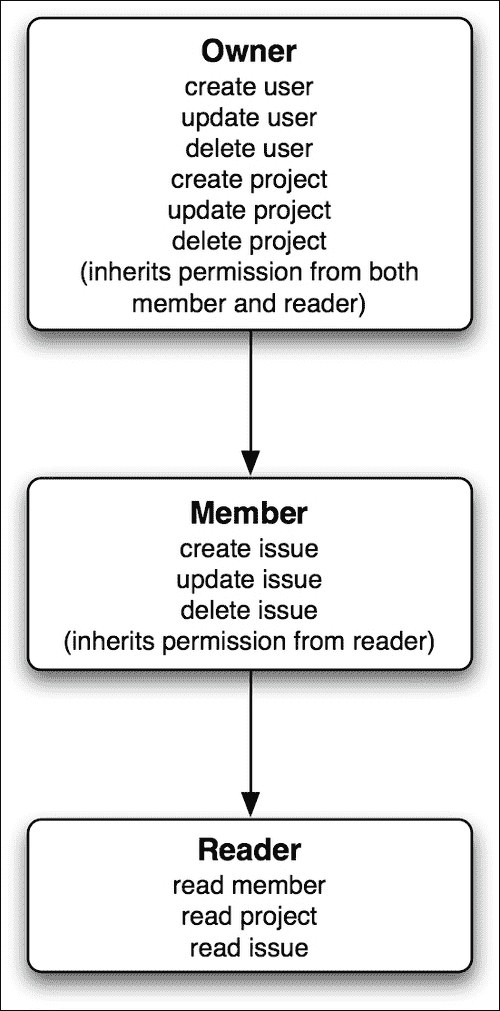 Owner
create user
update user
delete user
create project
update project
delete project
(inherits permission from both
member and reader)
Member
create issue
update issue
delete issue
(inherits permission from reader)
Reader
read member
read project
read issue